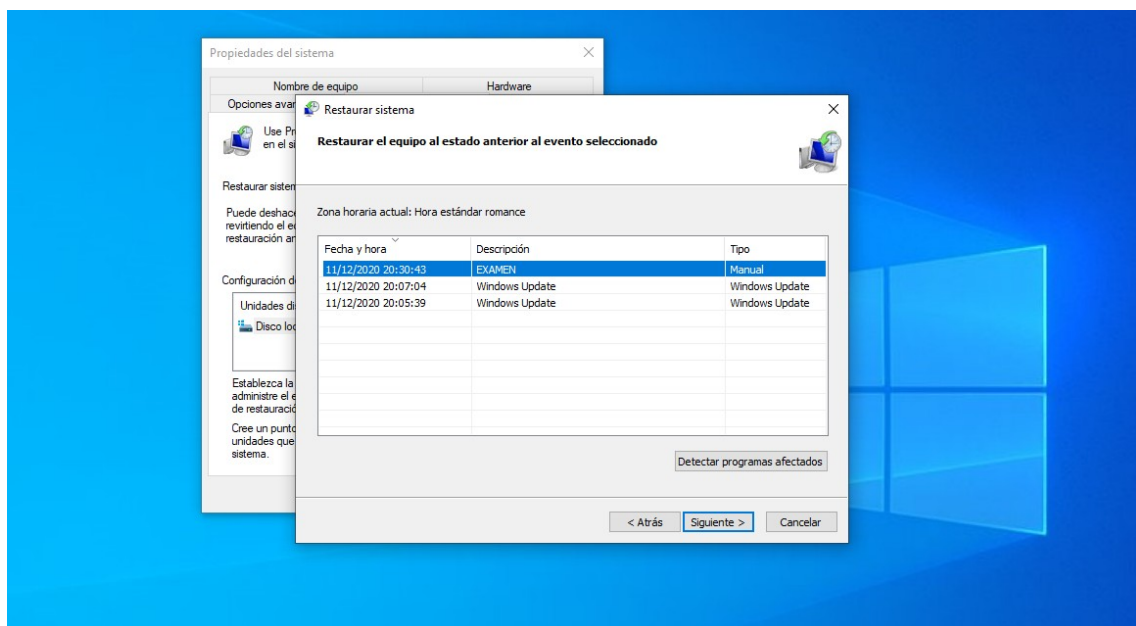 Propiedades del sistema
Nombre de equipo Hardware
Opciones avan
Restaurar sistema
Use Pr
en el si
Restaurar el equipo al estado anterior al evento seleccionado
Restaurar sisten
Puede deshace
revirtiendo el e
restauración an
Zona horaria actual: Hora estándar romance
Fecha y hora Descripción Tipo
11/12/2020 20:30:43 EXAMEN Manual
11/12/2020 20:07:04 Windows Update Windows Update
11/12/2020 20:05:39 Windows Update Windows Update
Configuración d
Unidades di
Disco loc
Establezca la
administre el e
de restauració
Cree un punto
unidades que
sistema.
Detectar programas afectados
< Atrás Siguiente > Cancelar